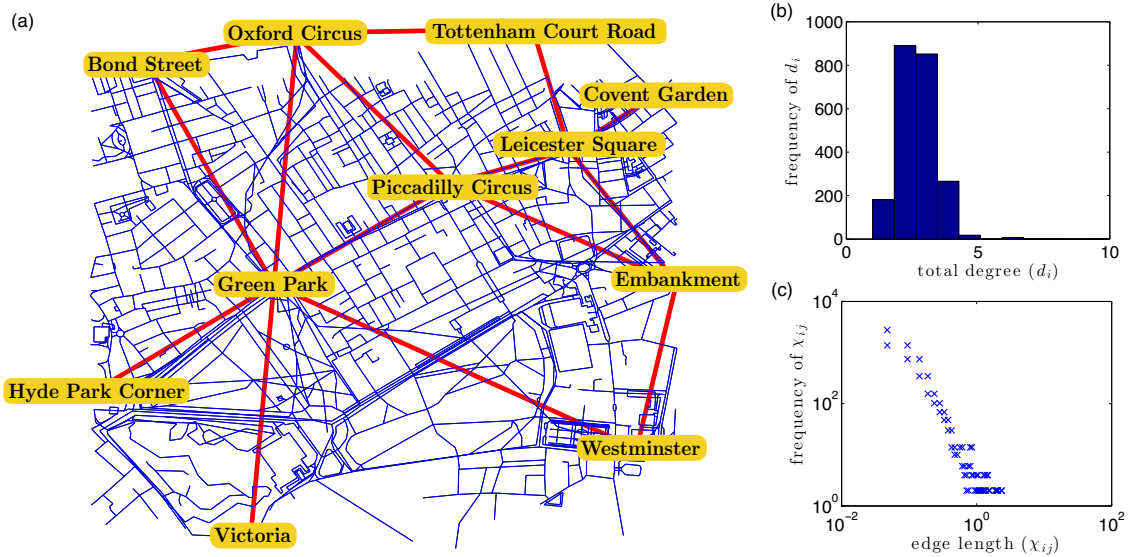 (a)
Oxford Circus
Tottenham Court Road
Bond Street
Covent Garden
Leicester Square
Piccadilly Circus
Green Park
Embankment
Hyde Park Corner
Westminster
Victoria
(b)
frequency of d_i
1000
800
600
400
200
0
0 5 10
total degree (d_i)
(c)
frequency of χ_ij
10^4
10^2
10^0
10^−2 10^0 10^2
edge length (χ_ij)